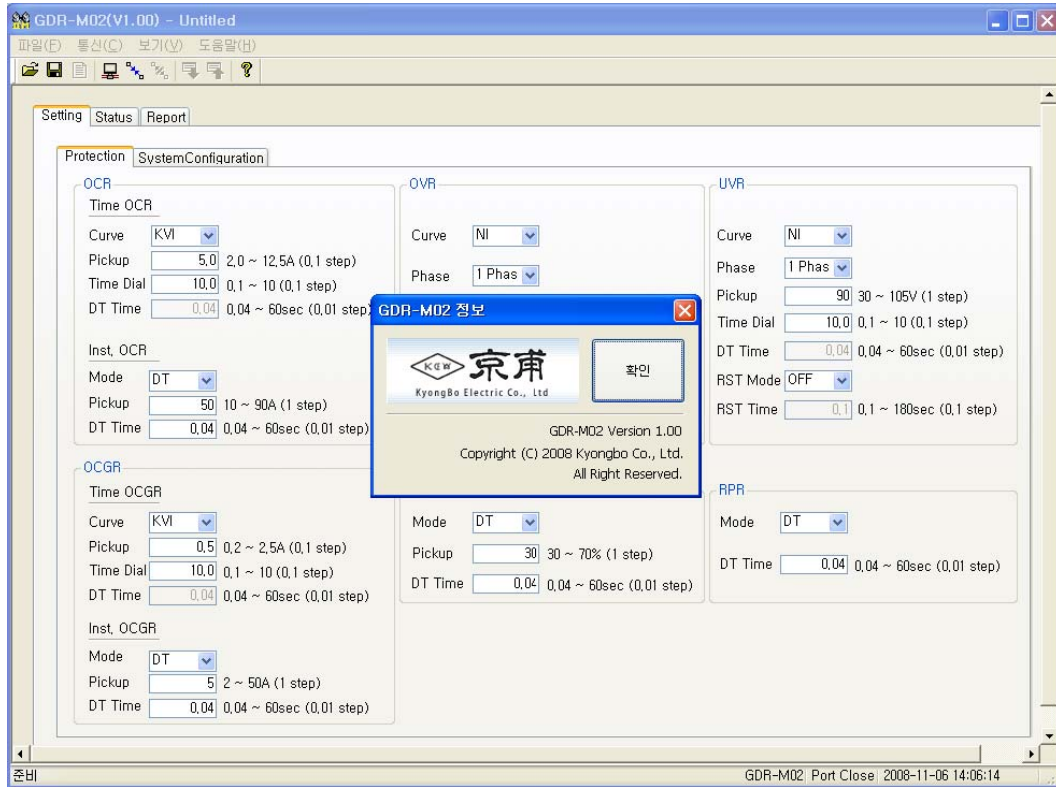 GDR-M02(V1.00) - Untitled
파일(F) 통신(C) 보기(V) 도움말(H)
Setting Status Report
Protection SystemConfiguration
OCR
Time OCR
Curve KVI
Pickup 5.0 2.0 ~ 12.5A (0.1 step)
Time Dial 10.0 0.1 ~ 10 (0.1 step)
DT Time 0.04 0.04 ~ 60sec (0.01 step)
Inst. OCR
Mode DT
Pickup 50 10 ~ 90A (1 step)
DT Time 0.04 0.04 ~ 60sec (0.01 step)
OVR
Curve NI
Phase 1 Phas
UVR
Curve NI
Phase 1 Phas
Pickup 90 30 ~ 105V (1 step)
Time Dial 10.0 0.1 ~ 10 (0.1 step)
DT Time 0.04 0.04 ~ 60sec (0.01 step)
RST Mode OFF
RST Time 0.1 0.1 ~ 180sec (0.1 step)
GDR-M02 정보
KEW 京甫
KyongBo Electric Co., Ltd
확인
GDR-M02 Version 1.00
Copyright (C) 2008 Kyongbo Co., Ltd.
All Right Reserved.
OCGR
Time OCGR
Curve KVI
Pickup 0.5 0.2 ~ 2.5A (0.1 step)
Time Dial 10.0 0.1 ~ 10 (0.1 step)
DT Time 0.04 0.04 ~ 60sec (0.01 step)
Inst. OCGR
Mode DT
Pickup 5 2 ~ 50A (1 step)
DT Time 0.04 0.04 ~ 60sec (0.01 step)
Mode DT
Pickup 30 30 ~ 70% (1 step)
DT Time 0.04 0.04 ~ 60sec (0.01 step)
RPR
Mode DT
DT Time 0.04 0.04 ~ 60sec (0.01 step)
준비
GDR-M02 Port Close 2008-11-06 14:06:14